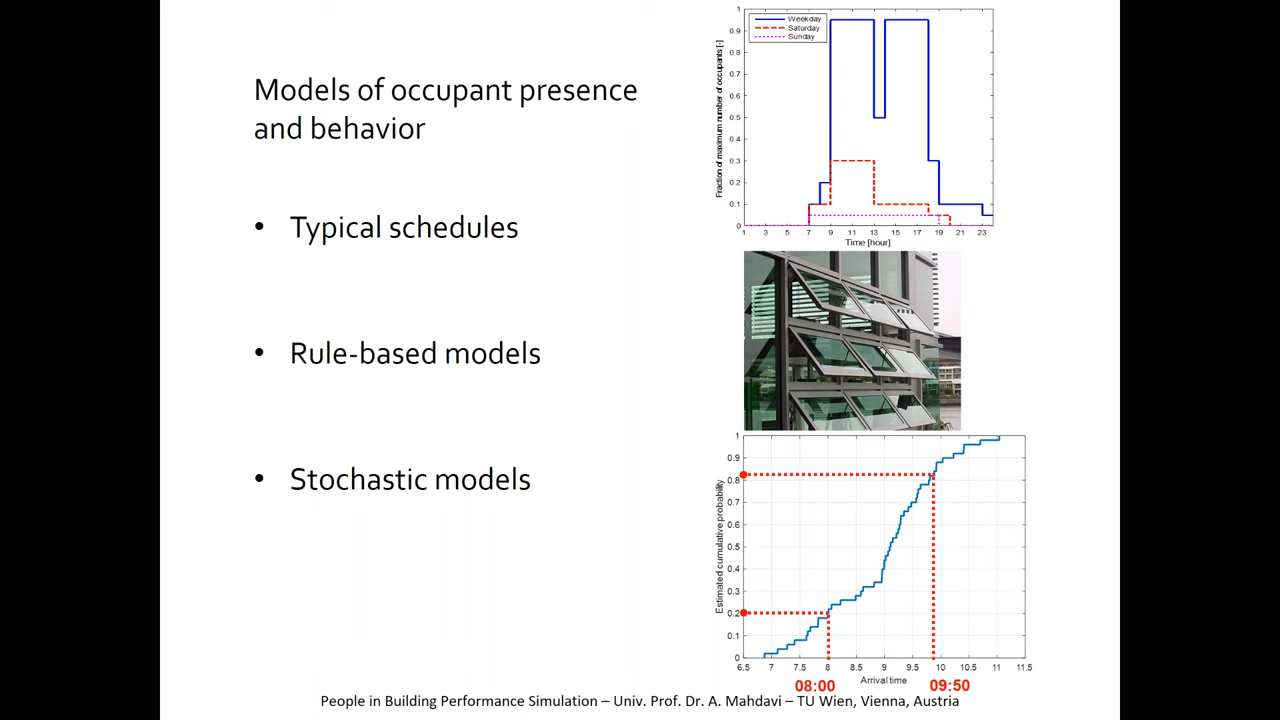 Models of occupant presence
and behavior
• Typical schedules
• Rule-based models
• Stochastic models
Fraction of maximum number of occupants [-]
1
0.9
0.8
0.7
0.6
0.5
0.4
0.3
0.2
0.1
0
Weekday
Saturday
Sunday
1 3 5 7 9 11 13 15 17 19 21 23
Time [hour]
Estimated cumulative probability
1
0.9
0.8
0.7
0.6
0.5
0.4
0.3
0.2
0.1
0
6.5 7 7.5 8 8.5 9 9.5 10 10.5 11 11.5
Arrival time
08:00 09:50
People in Building Performance Simulation – Univ. Prof. Dr. A. Mahdavi – TU Wien, Vienna, Austria